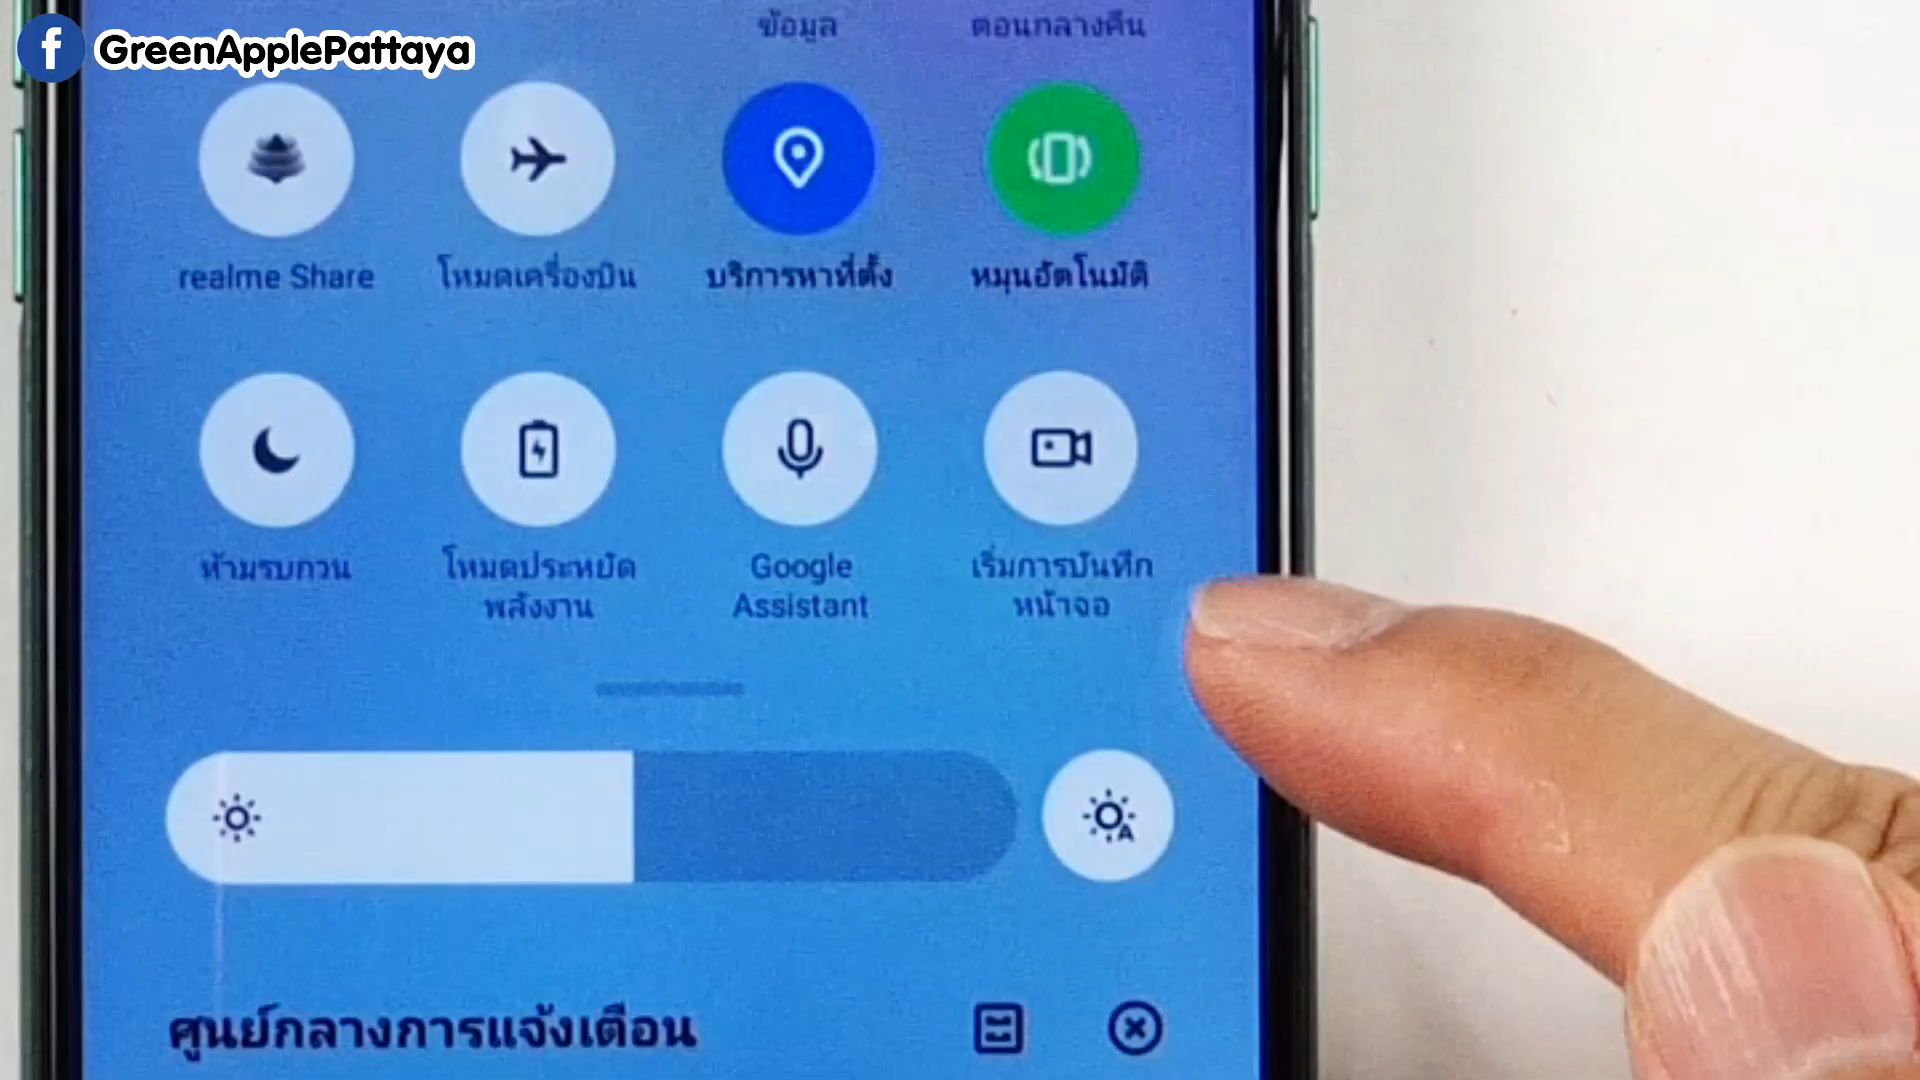 GreenApplePattaya
ข้อมูล ตอนกลางคืน
realme Share โหมดเครื่องบิน บริการหาที่ตั้ง หมุนอัตโนมัติ
ห้ามรบกวน โหมดประหยัด Google เริ่มการบันทึก
พลังงาน Assistant หน้าจอ
ศูนย์กลางการแจ้งเตือน